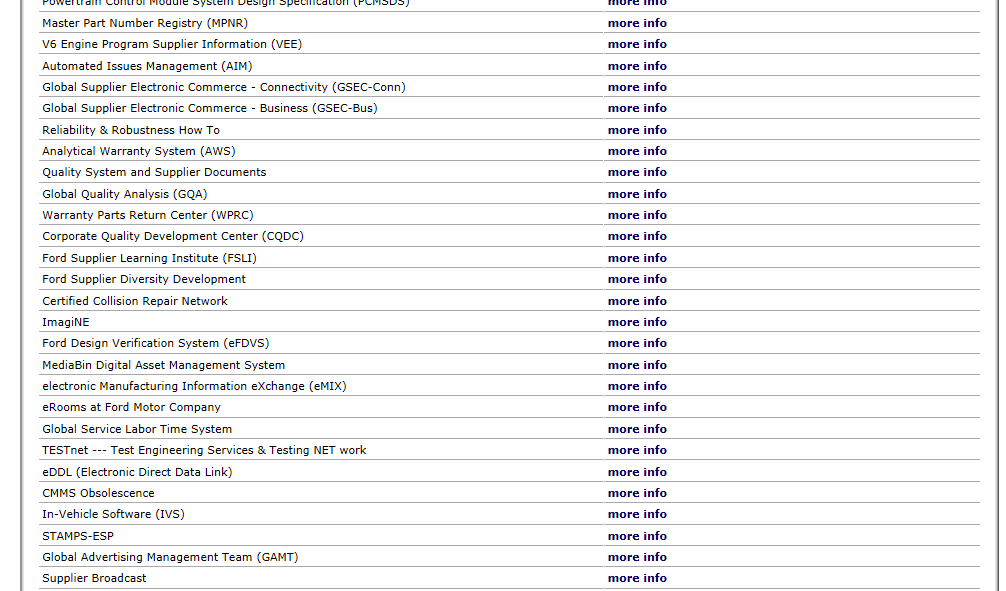 Powertrain Control Module System Design Specification (PCMSDS) more info
Master Part Number Registry (MPNR) more info
V6 Engine Program Supplier Information (VEE) more info
Automated Issues Management (AIM) more info
Global Supplier Electronic Commerce - Connectivity (GSEC-Conn) more info
Global Supplier Electronic Commerce - Business (GSEC-Bus) more info
Reliability & Robustness How To more info
Analytical Warranty System (AWS) more info
Quality System and Supplier Documents more info
Global Quality Analysis (GQA) more info
Warranty Parts Return Center (WPRC) more info
Corporate Quality Development Center (CQDC) more info
Ford Supplier Learning Institute (FSLI) more info
Ford Supplier Diversity Development more info
Certified Collision Repair Network more info
ImagiNE more info
Ford Design Verification System (eFDVS) more info
MediaBin Digital Asset Management System more info
electronic Manufacturing Information eXchange (eMIX) more info
eRooms at Ford Motor Company more info
Global Service Labor Time System more info
TESTnet --- Test Engineering Services & Testing NET work more info
eDDL (Electronic Direct Data Link) more info
CMMS Obsolescence more info
In-Vehicle Software (IVS) more info
STAMPS-ESP more info
Global Advertising Management Team (GAMT) more info
Supplier Broadcast more info